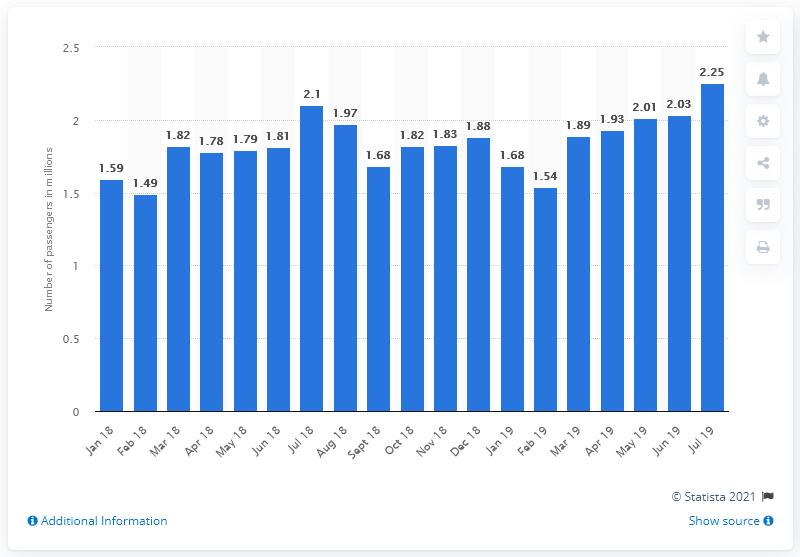 Number of passengers in millions
2.5
2
1.5
1
0.5
0
1.59
1.49
1.82
1.78
1.79
1.81
2.1
1.97
1.68
1.82
1.83
1.88
1.68
1.54
1.89
1.93
2.01
2.03
2.25
Jan 18
Feb 18
Mar 18
Apr 18
May 18
Jun 18
Jul 18
Aug 18
Sept 18
Oct 18
Nov 18
Dec 18
Jan 19
Feb 19
Mar 19
Apr 19
May 19
Jun 19
Jul 19
© Statista 2021
Additional Information
Show source